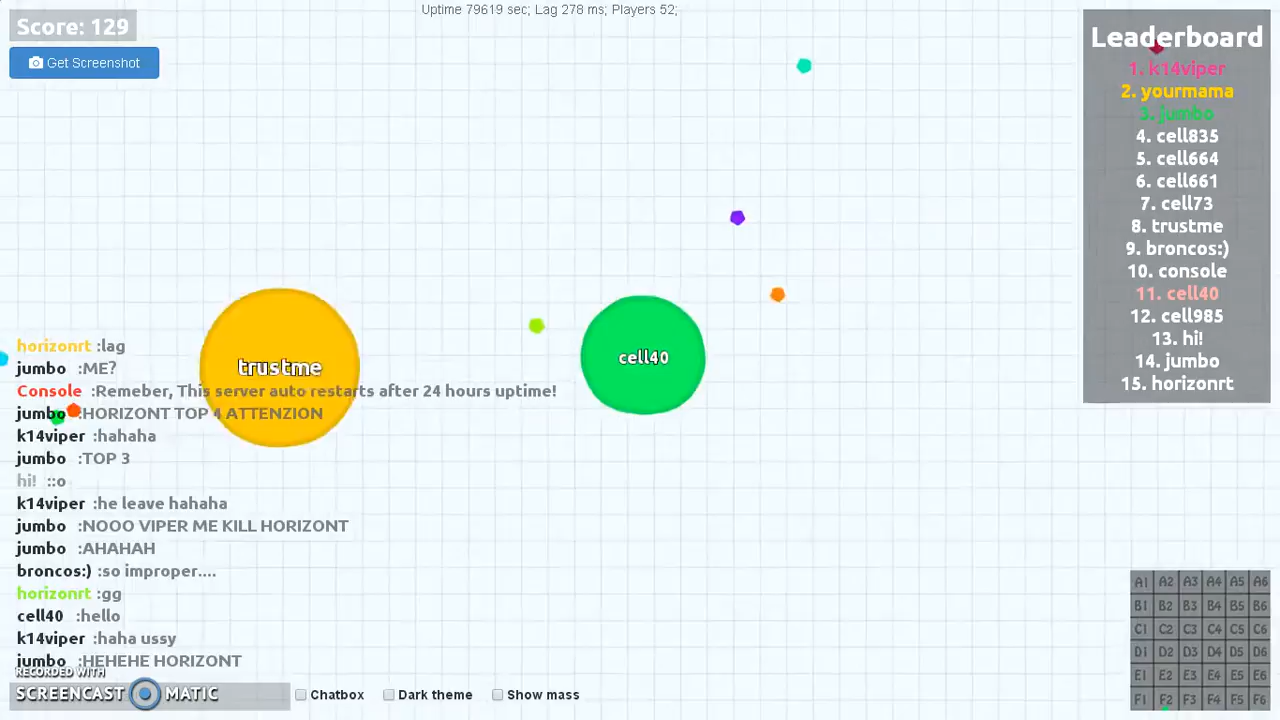 Uptime 79619 sec; Lag 278 ms; Players 52;
Score: 129
Get Screenshot
Leaderboard
1. k14viper
2. yourmama
3. jumbo
4. cell835
5. cell664
6. cell661
7. cell73
8. trustme
9. broncos:)
10. console
11. cell40
12. cell985
13. hi!
14. jumbo
15. horizonrt
trustme
cell40
horizonrt :lag
jumbo :ME?
Console :Remeber, This server auto restarts after 24 hours uptime!
jumbo :HORIZONT TOP 4 ATTENZION
k14viper :hahaha
jumbo :TOP 3
hi! ::o
k14viper :he leave hahaha
jumbo :NOOO VIPER ME KILL HORIZONT
jumbo :AHAHAH
broncos:) :so improper....
horizonrt :gg
cell40 :hello
k14viper :haha ussy
jumbo :HEHEHE HORIZONT
RECORDED WITH
SCREENCAST MATIC
Chatbox Dark theme Show mass
A1 A2 A3 A4 A5 A6
B1 B2 B3 B4 B5 B6
C1 C2 C3 C4 C5 C6
D1 D2 D3 D4 D5 D6
E1 E2 E3 E4 E5 E6
F1 F2 F3 F4 F5 F6